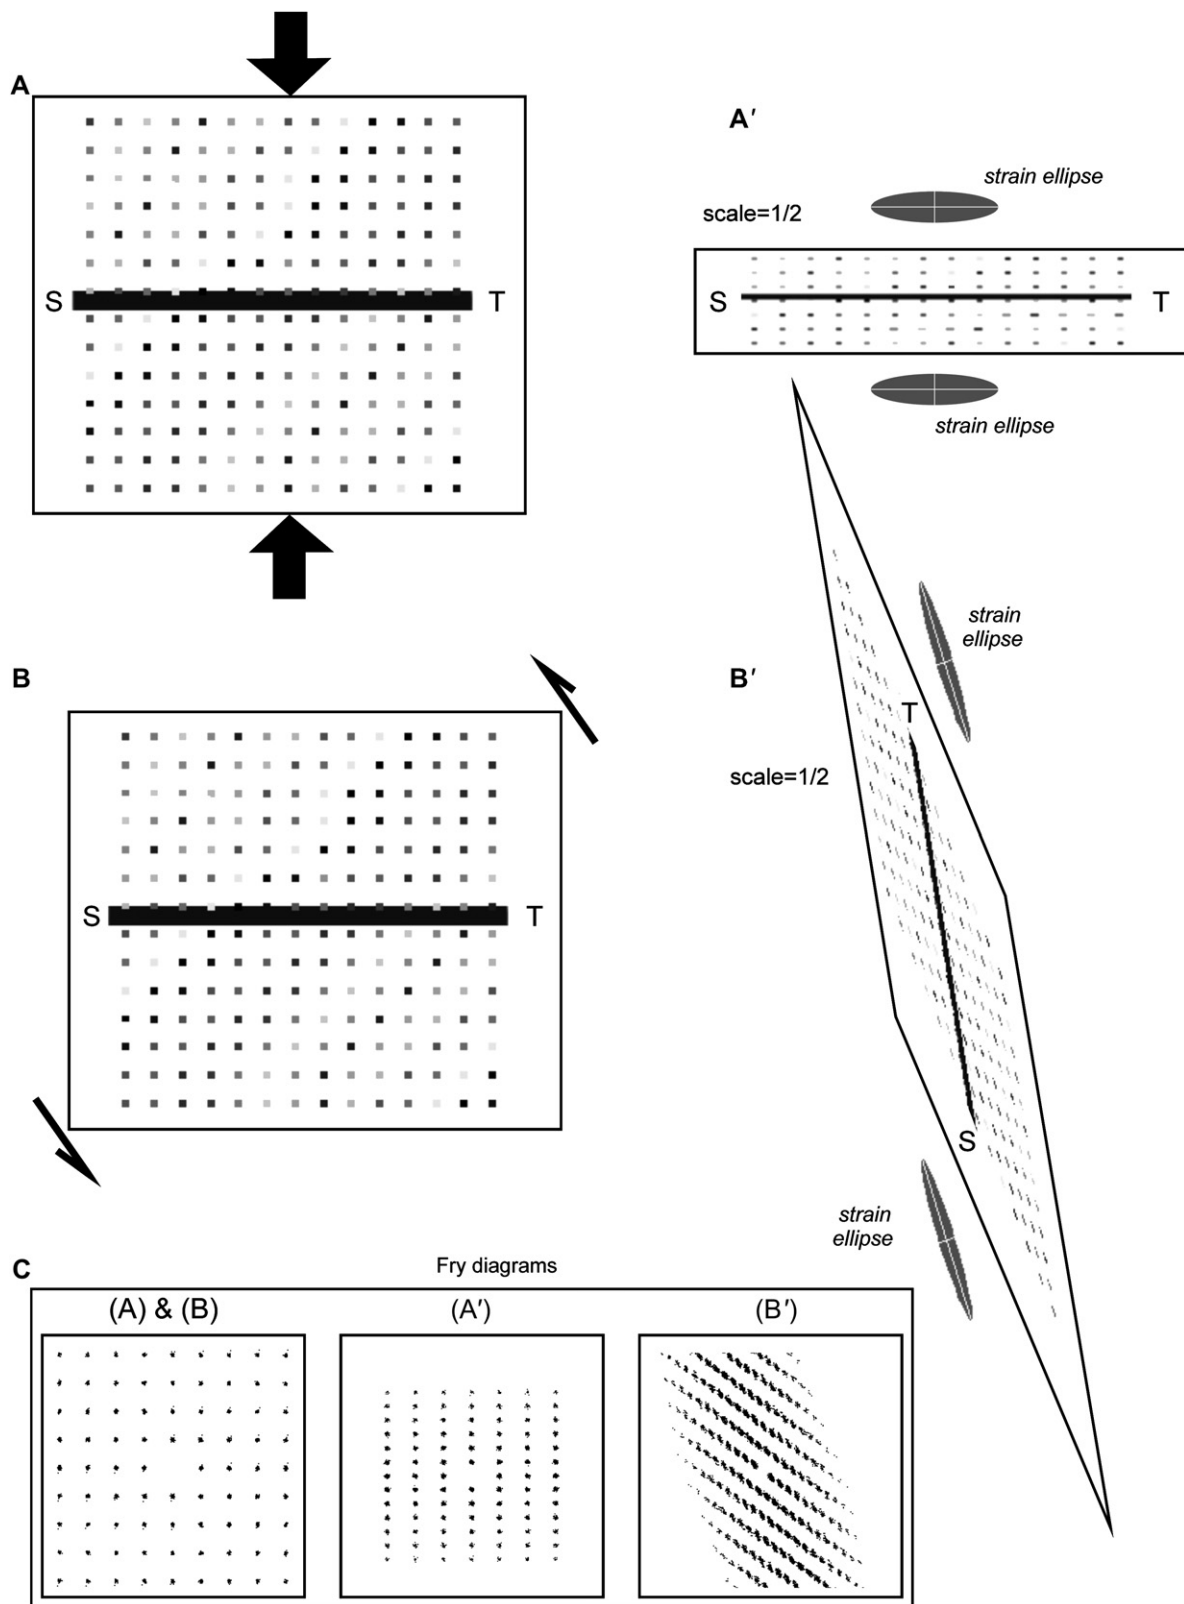 A
S
T
A′
strain ellipse
scale=1/2
S
T
strain ellipse
B
S
T
B′
strain
ellipse
T
scale=1/2
S
strain
ellipse
C
Fry diagrams
(A) & (B)
(A′)
(B′)